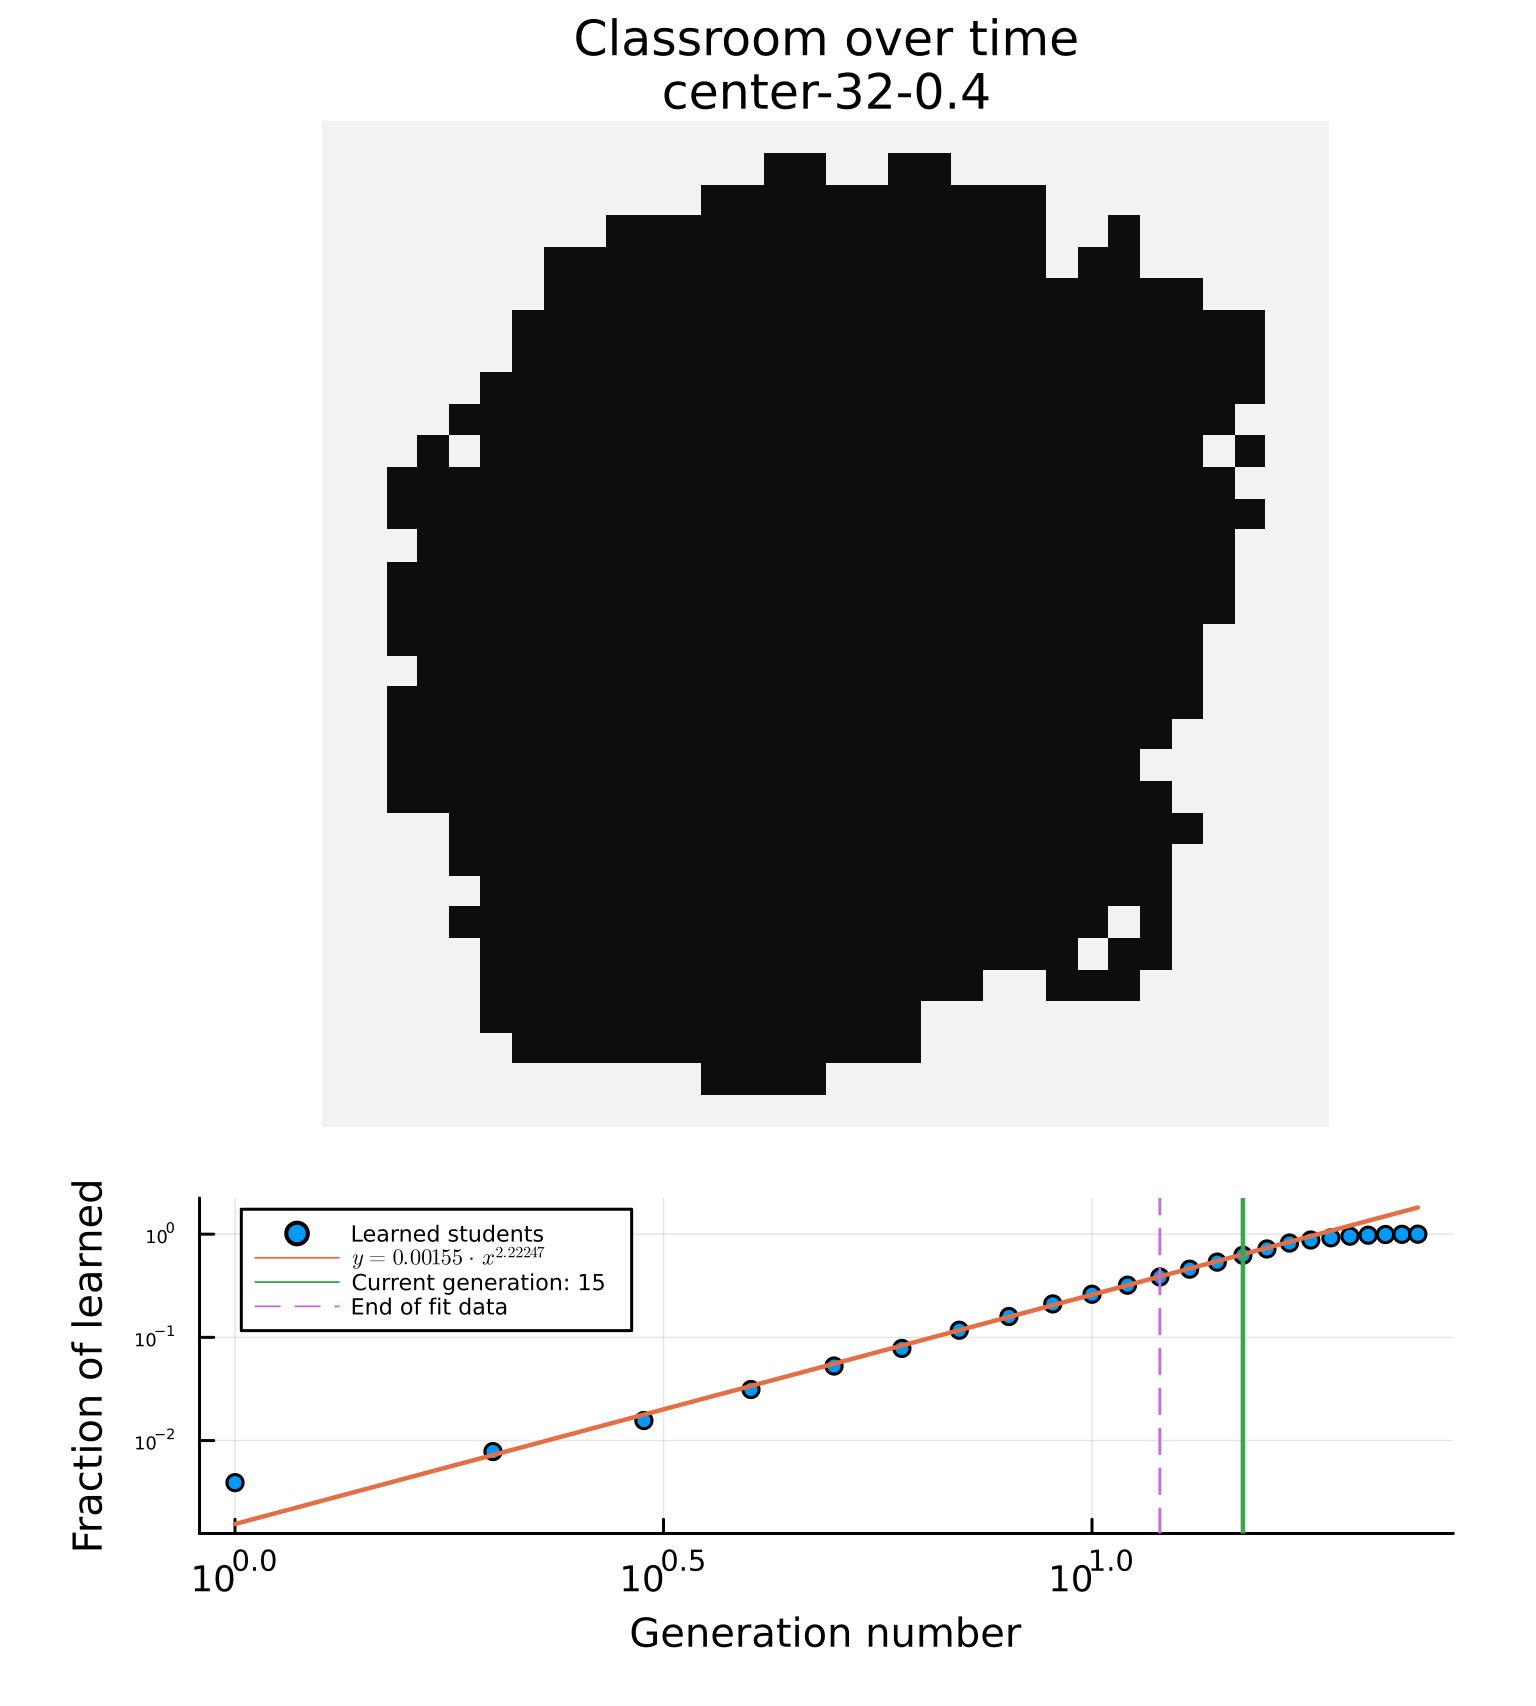 Classroom over time
center-32-0.4
Fraction of learned
10^0
10^-1
10^-2
Learned students
y = 0.00155 · x^2.22247
Current generation: 15
End of fit data
10^0.0
10^0.5
10^1.0
Generation number